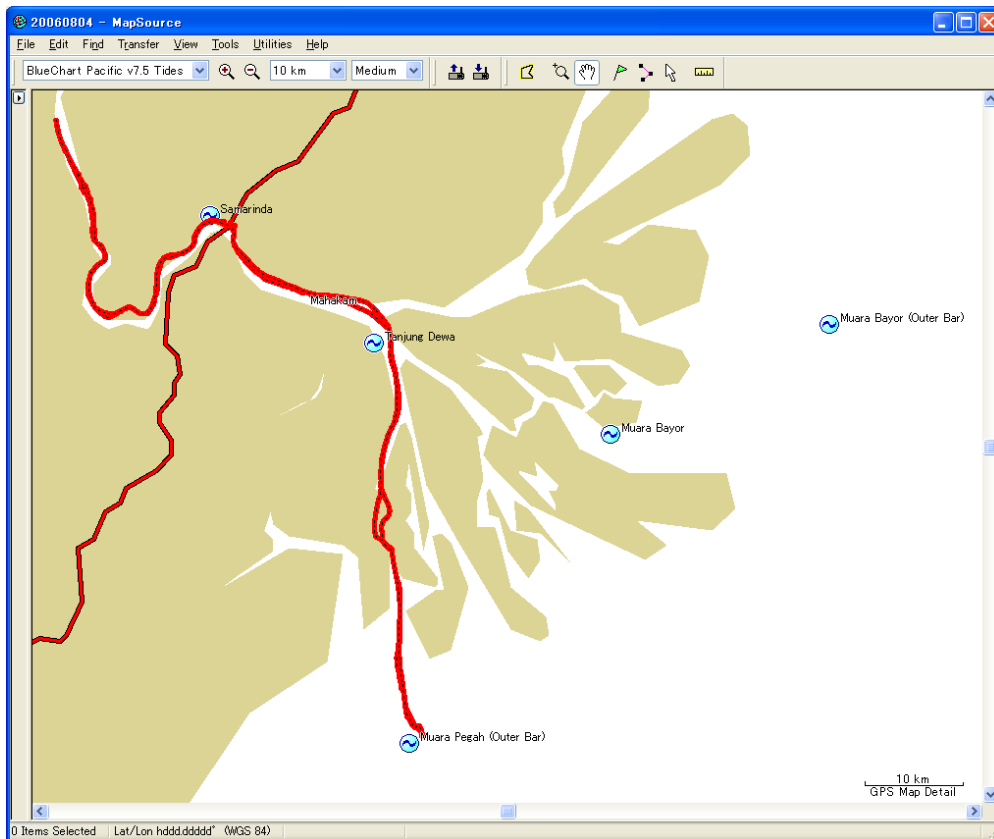 20060804 - MapSource
File Edit Find Transfer View Tools Utilities Help
BlueChart Pacific v7.5 Tides 10 km Medium
Samarinda
Mahakam
Muara Bayor (Outer Bar)
Tanjung Dewa
Muara Bayor
Muara Pegah (Outer Bar)
10 km
GPS Map Detail
0 Items Selected Lat/Lon hddd.ddddd° (WGS 84)